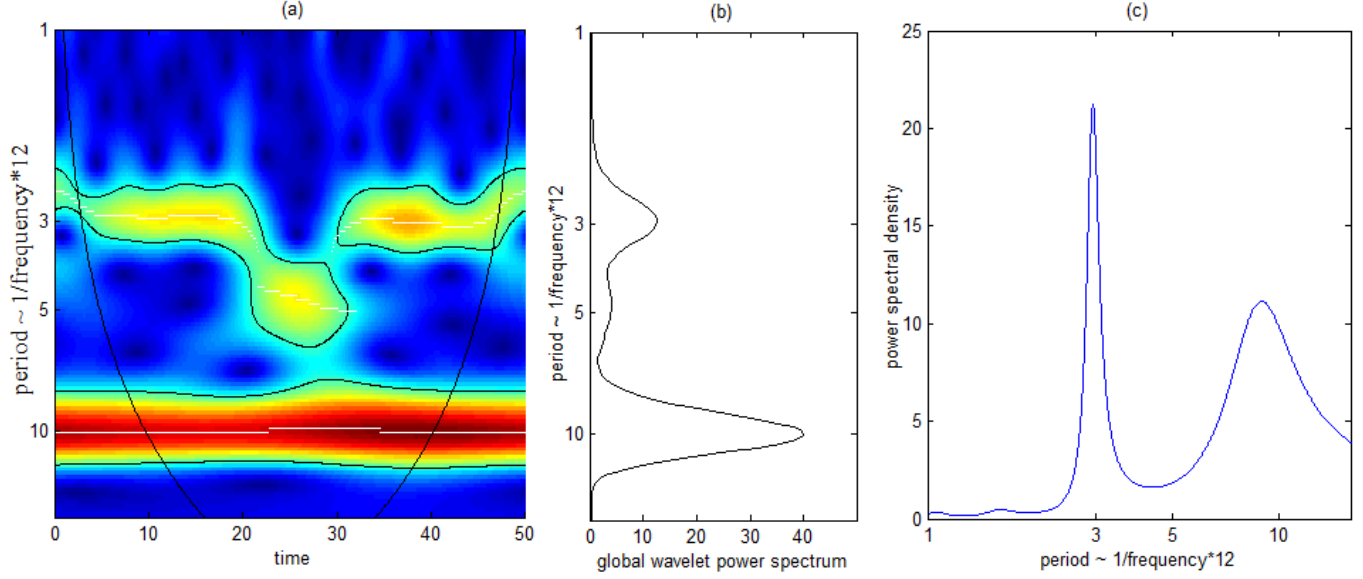 (a)
1
3
5
10
period ~ 1/frequency*12
0 10 20 30 40 50
time
(b)
1
3
5
10
period ~ 1/frequency*12
0 10 20 30 40
global wavelet power spectrum
(c)
25
20
15
10
5
0
power spectral density
1 3 5 10
period ~ 1/frequency*12